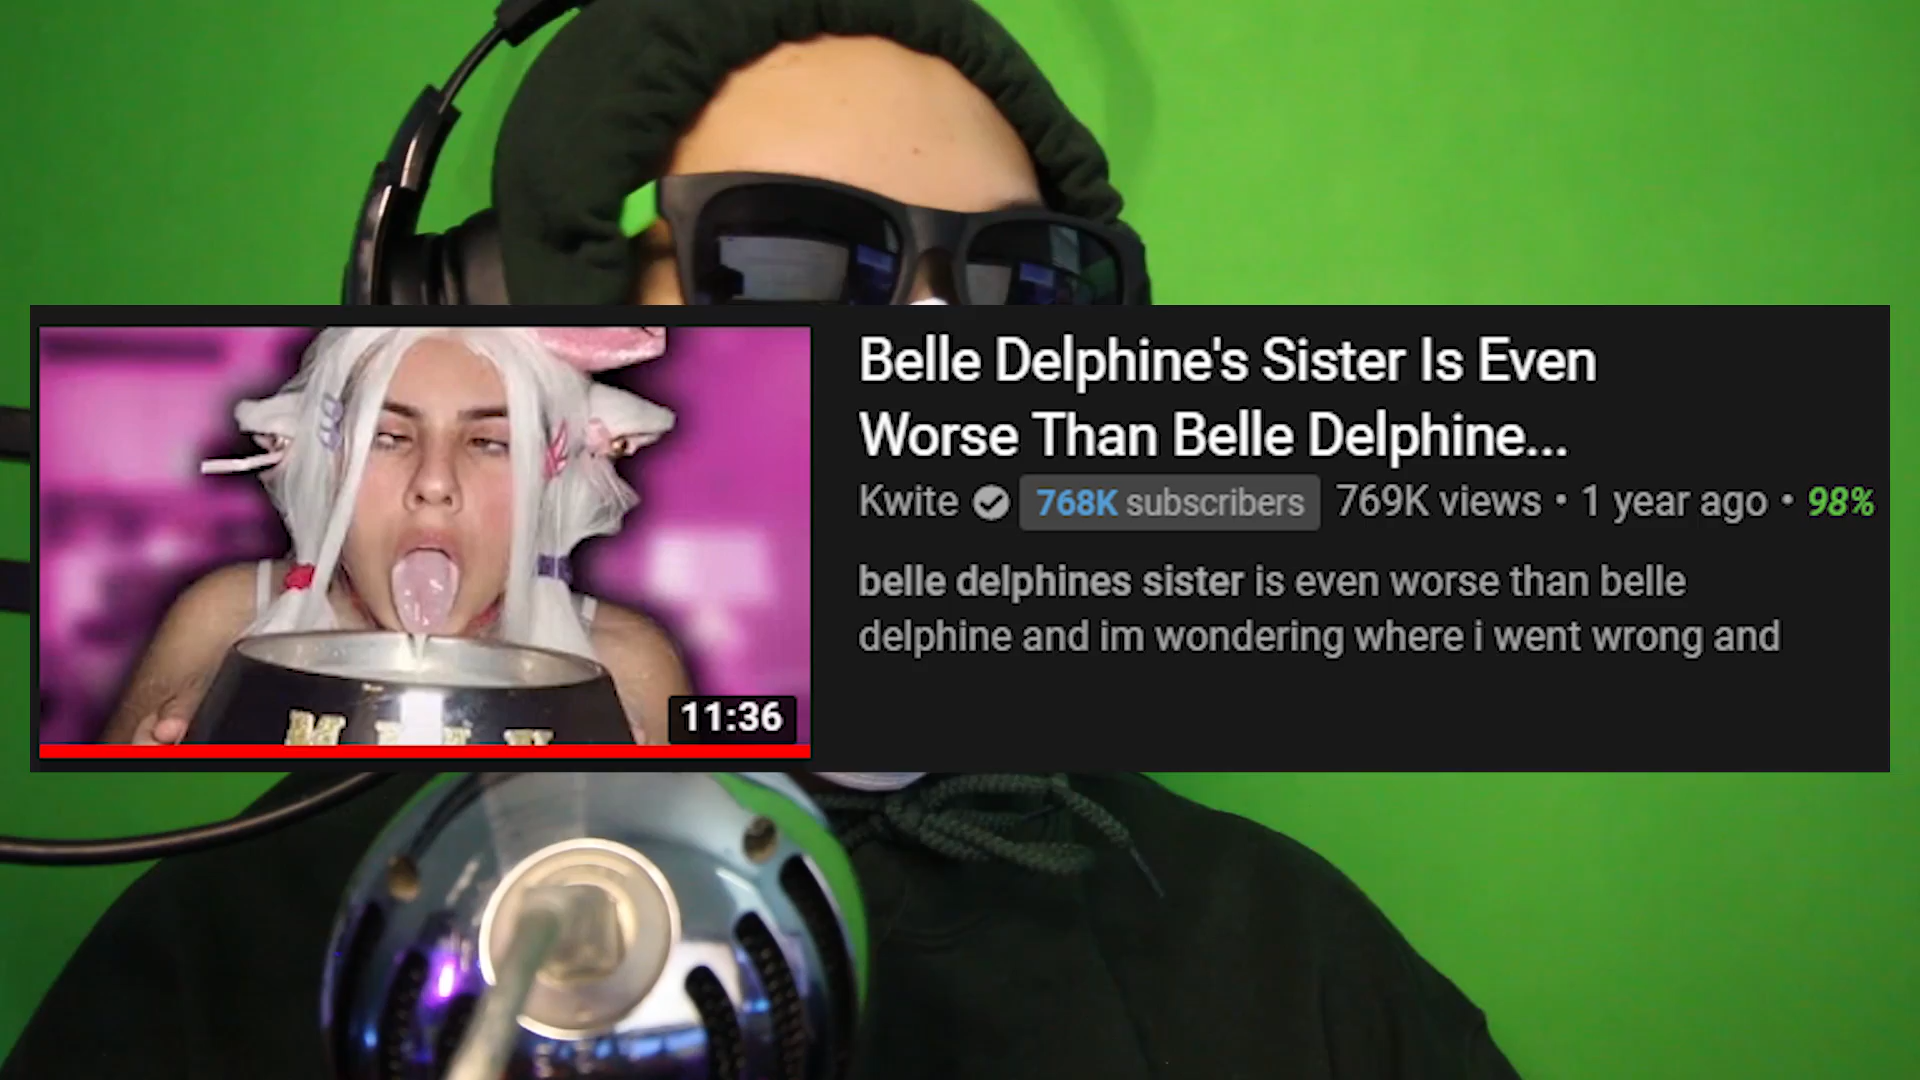 Belle Delphine's Sister Is Even
Worse Than Belle Delphine...
Kwite 768K subscribers 769K views • 1 year ago • 98%
belle delphines sister is even worse than belle
delphine and im wondering where i went wrong and
11:36